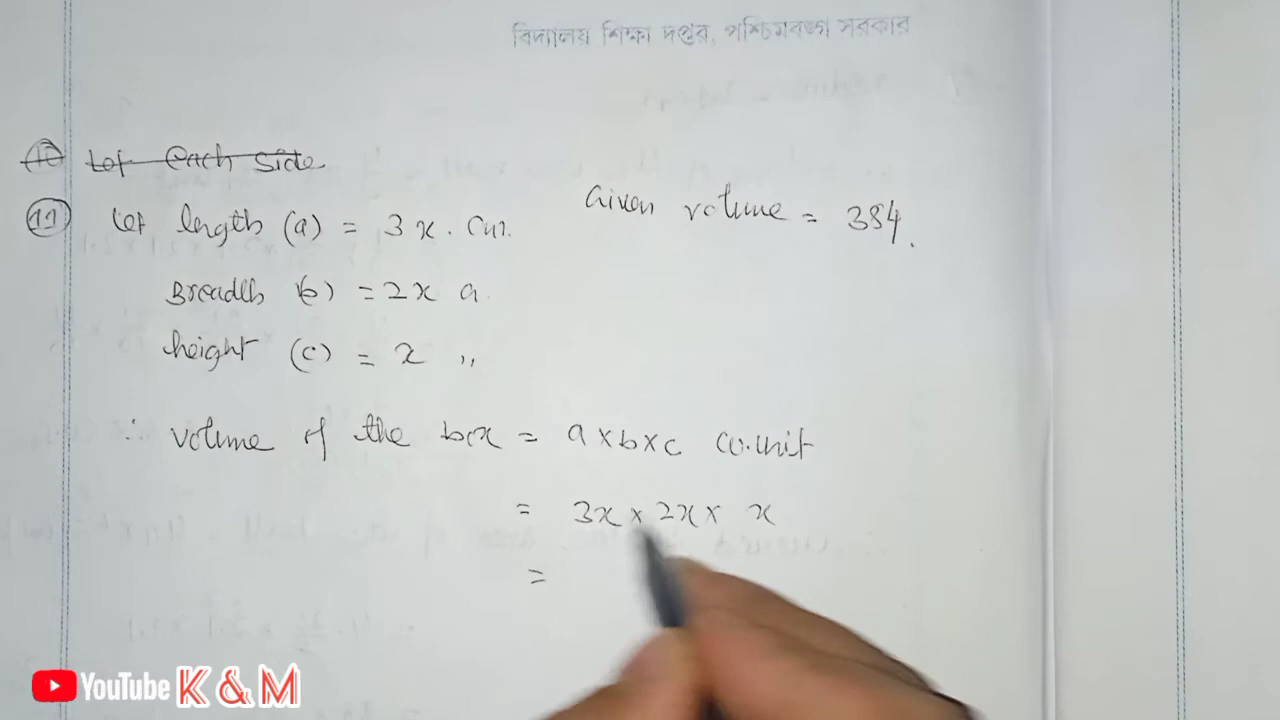 বিদ্যালয় শিক্ষা দপ্তর, পশ্চিমবঙ্গ সরকার
Let each side
11 Let length (a) = 3x. cm.
Given volume = 384.
Breadth (b) = 2x
height (c) = x ,,
∴ volume of the box = a×b×c cu.unit
= 3x × 2x × x
=
YouTube K & M